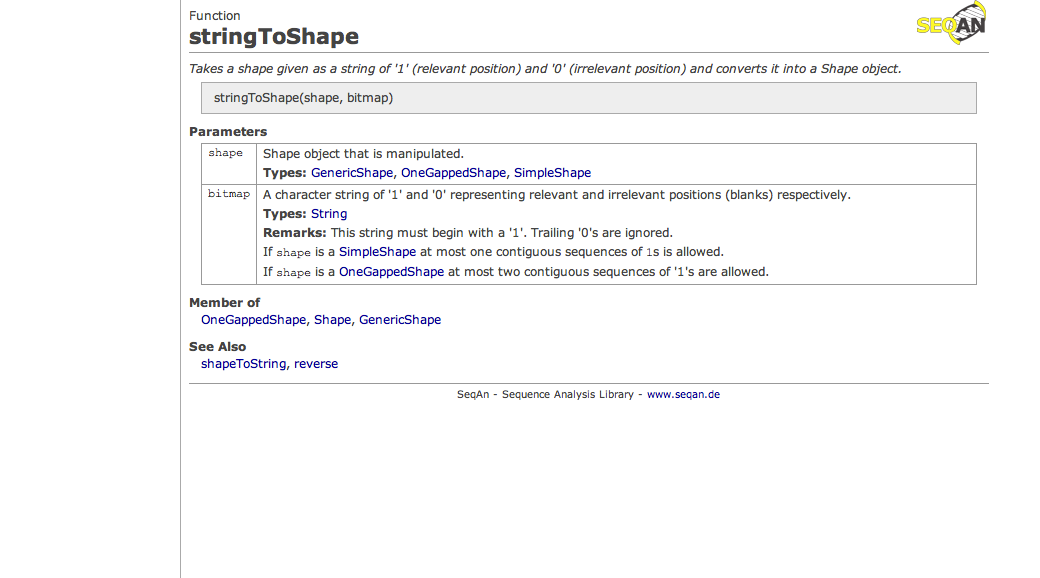 Function
SEQAN
stringToShape
Takes a shape given as a string of '1' (relevant position) and '0' (irrelevant position) and converts it into a Shape object.
stringToShape(shape, bitmap)
Parameters
shape
Shape object that is manipulated.
Types: GenericShape, OneGappedShape, SimpleShape
bitmap
A character string of '1' and '0' representing relevant and irrelevant positions (blanks) respectively.
Types: String
Remarks: This string must begin with a '1'. Trailing '0's are ignored.
If shape is a SimpleShape at most one contiguous sequences of 1s is allowed.
If shape is a OneGappedShape at most two contiguous sequences of '1's are allowed.
Member of
OneGappedShape, Shape, GenericShape
See Also
shapeToString, reverse
SeqAn - Sequence Analysis Library - www.seqan.de